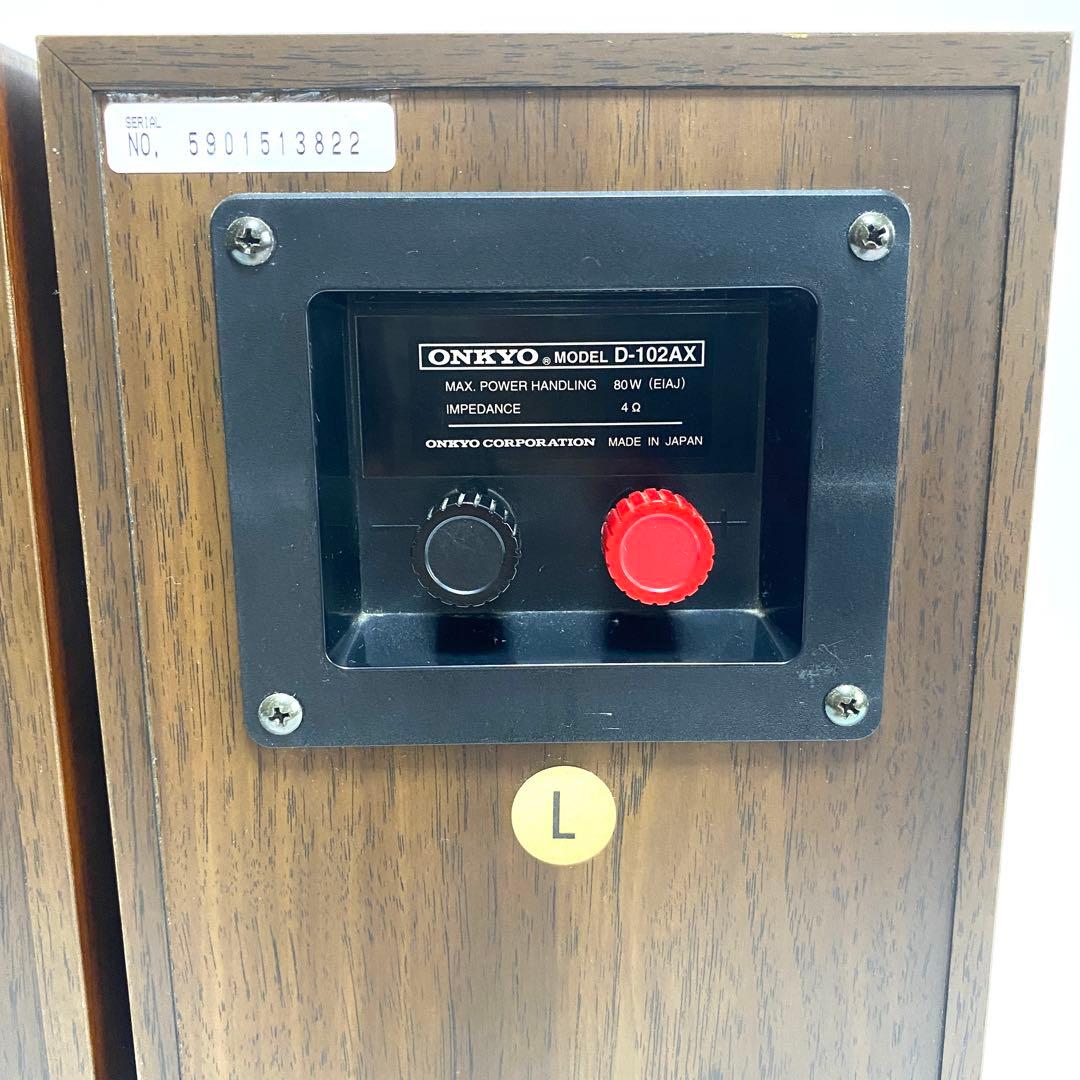 SERIAL
NO. 5901513822
ONKYO ® MODEL D-102AX
MAX. POWER HANDLING 80W (EIAJ)
IMPEDANCE 4Ω
ONKYO CORPORATION MADE IN JAPAN
L